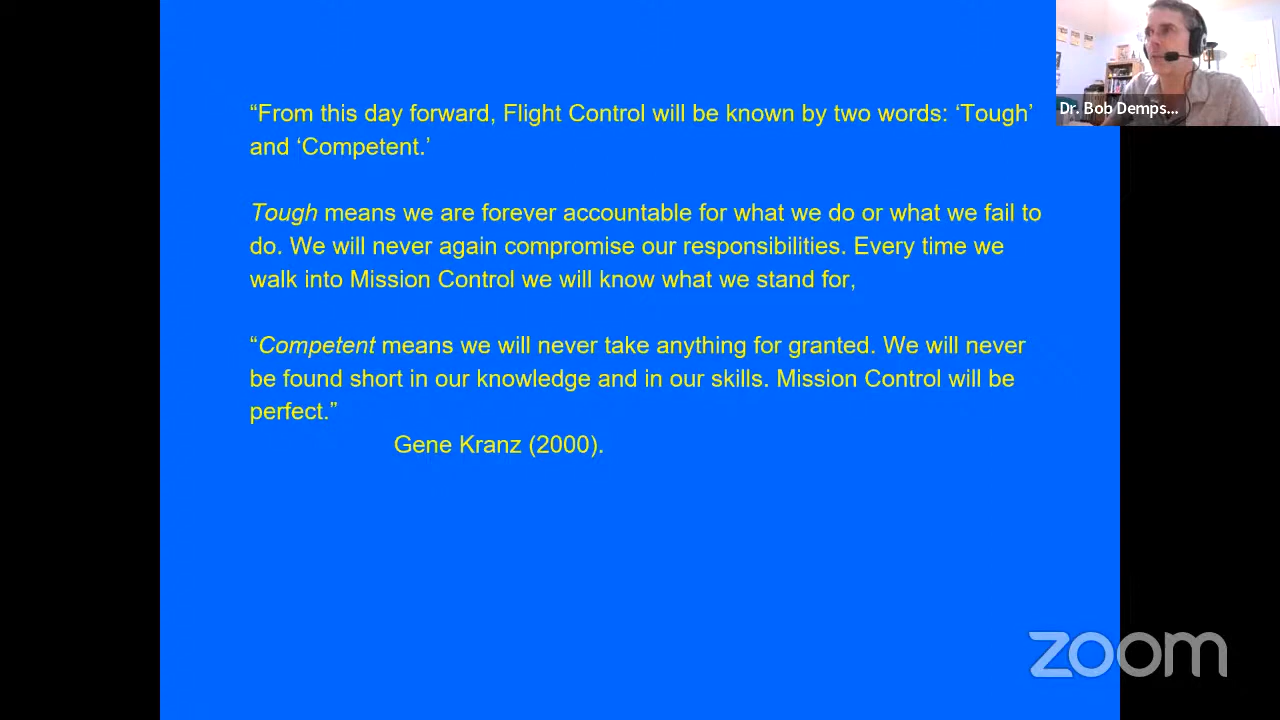 “From this day forward, Flight Control will be known by two words: ‘Tough’
and ‘Competent.’
Tough means we are forever accountable for what we do or what we fail to
do. We will never again compromise our responsibilities. Every time we
walk into Mission Control we will know what we stand for,
“Competent means we will never take anything for granted. We will never
be found short in our knowledge and in our skills. Mission Control will be
perfect.”
Gene Kranz (2000).
Dr. Bob Demps...
zoom